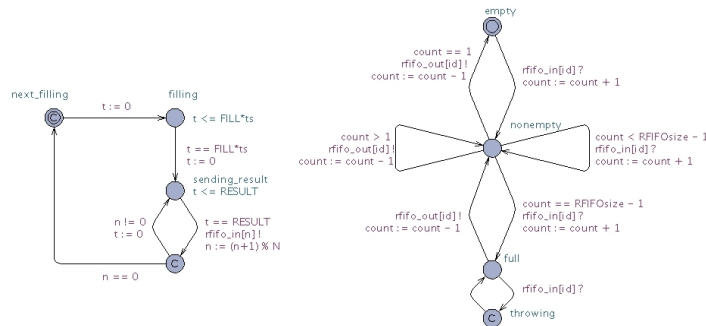 next_filling
t := 0
filling
t <= FILL*ts
t == FILL*ts
t := 0
sending_result
t <= RESULT
n != 0
t := 0
t == RESULT
rfifo_in[n] !
n := (n+1) % N
C
C
n == 0
empty
count == 1
rfifo_out[id] !
count := count - 1
rfifo_in[id] ?
count := count + 1
nonempty
count > 1
rfifo_out[id] !
count := count - 1
count < RFIFOsize - 1
rfifo_in[id] ?
count := count + 1
rfifo_out[id] !
count := count - 1
count == RFIFOsize - 1
rfifo_in[id] ?
count := count + 1
full
rfifo_in[id] ?
C
throwing